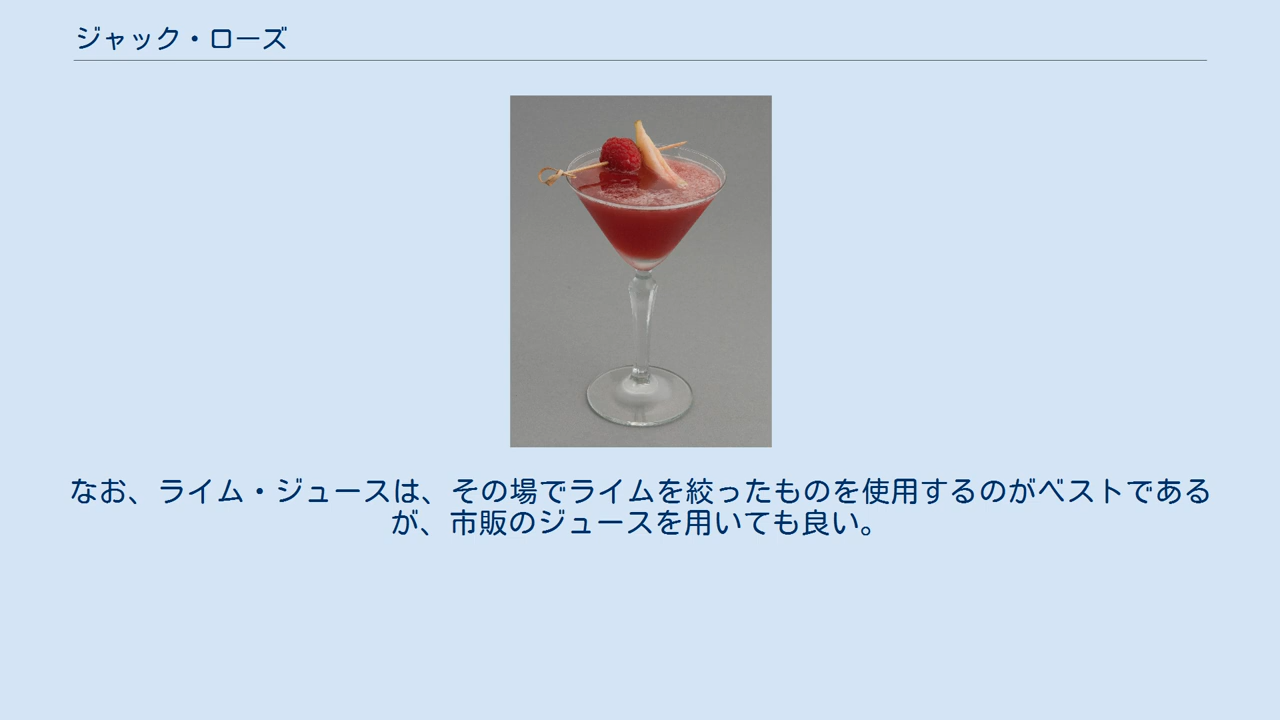 ジャック・ローズ
なお、ライム・ジュースは、その場でライムを絞ったものを使用するのがベストである
が、市販のジュースを用いても良い。